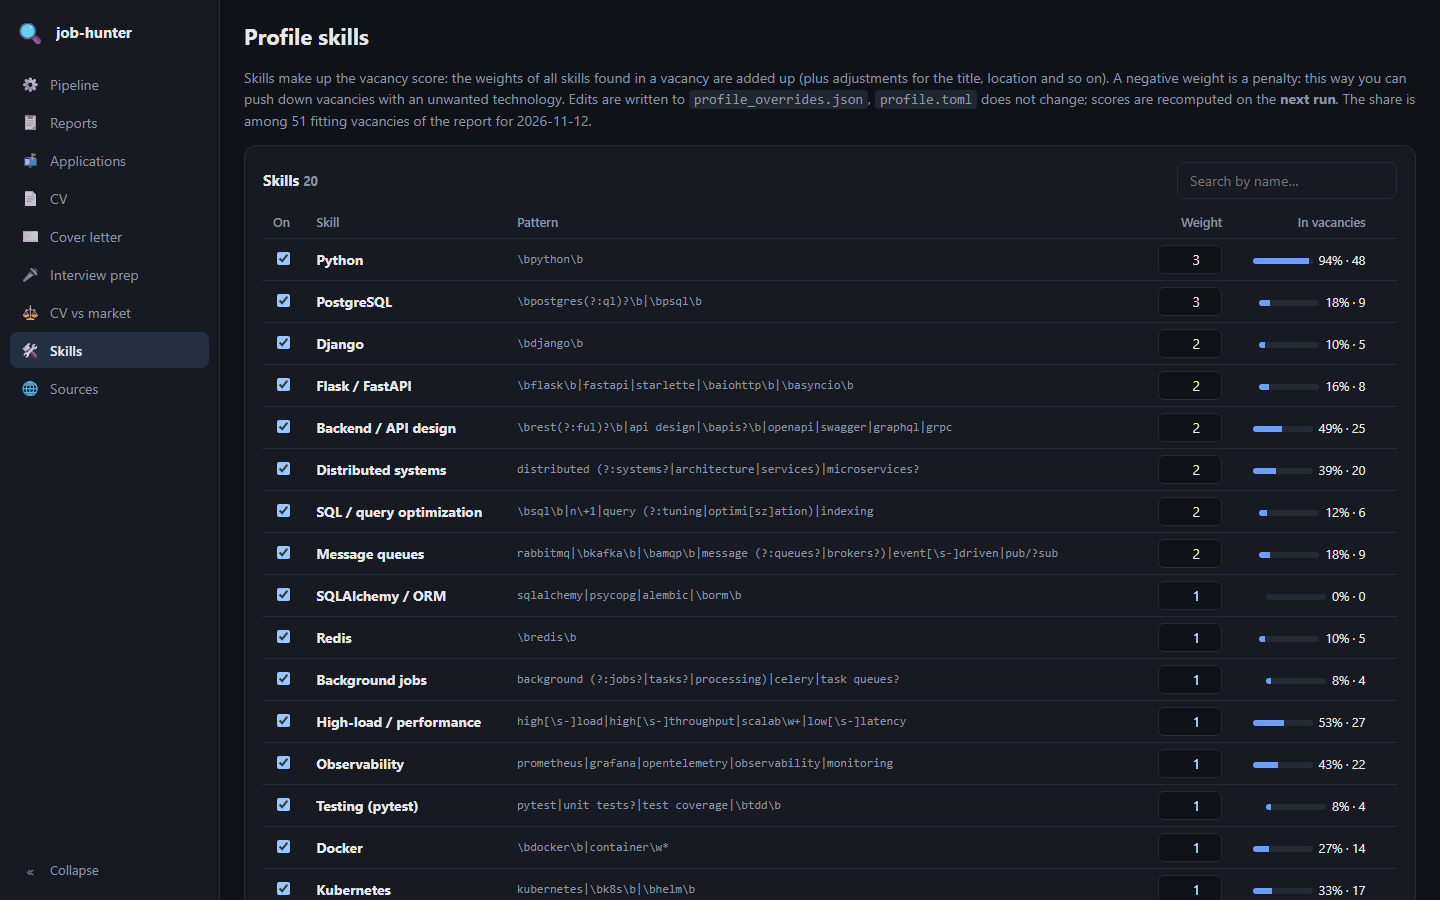 job-hunter
Pipeline
Reports
Applications
CV
Cover letter
Interview prep
CV vs market
Skills
Sources
« Collapse
Profile skills
Skills make up the vacancy score: the weights of all skills found in a vacancy are added up (plus adjustments for the title, location and so on). A negative weight is a penalty: this way you can
push down vacancies with an unwanted technology. Edits are written to profile_overrides.json, profile.toml does not change; scores are recomputed on the next run. The share is
among 51 fitting vacancies of the report for 2026-11-12.
Skills 20
Search by name...
On Skill Pattern Weight In vacancies
Python \bpython\b 3 94% · 48
PostgreSQL \bpostgres(?:ql)?\b|\bpsql\b 3 18% · 9
Django \bdjango\b 2 10% · 5
Flask / FastAPI \bflask\b|fastapi|starlette|\baiohttp\b|\basyncio\b 2 16% · 8
Backend / API design \brest(?:ful)?\b|api design|\bapis?\b|openapi|swagger|graphql|grpc 2 49% · 25
Distributed systems distributed (?:systems?|architecture|services)|microservices? 2 39% · 20
SQL / query optimization \bsql\b|n\+1|query (?:tuning|optimi[sz]ation)|indexing 2 12% · 6
Message queues rabbitmq|\bkafka\b|\bamqp\b|message (?:queues?|brokers?)|event[\s-]driven|pub/?sub 2 18% · 9
SQLAlchemy / ORM sqlalchemy|psycopg|alembic|\borm\b 1 0% · 0
Redis \bredis\b 1 10% · 5
Background jobs background (?:jobs?|tasks?|processing)|celery|task queues? 1 8% · 4
High-load / performance high[\s-]load|high[\s-]throughput|scalab\w+|low[\s-]latency 1 53% · 27
Observability prometheus|grafana|opentelemetry|observability|monitoring 1 43% · 22
Testing (pytest) pytest|unit tests?|test coverage|\btdd\b 1 8% · 4
Docker \bdocker\b|container\w* 1 27% · 14
Kubernetes kubernetes|\bk8s\b|\bhelm\b 1 33% · 17